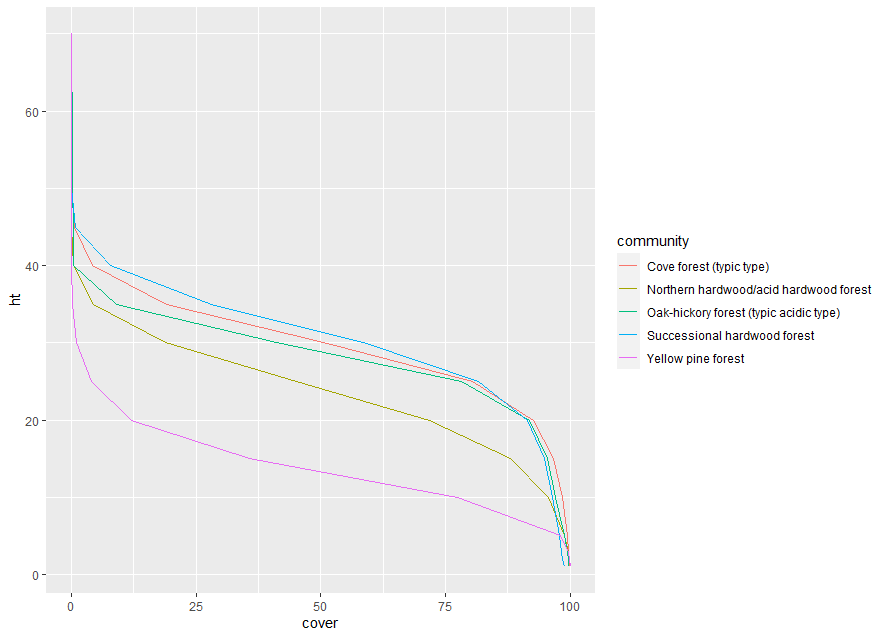 60
40
20
0
ht
0
25
50
75
100
cover
community
Cove forest (typic type)
Northern hardwood/acid hardwood forest
Oak-hickory forest (typic acidic type)
Successional hardwood forest
Yellow pine forest